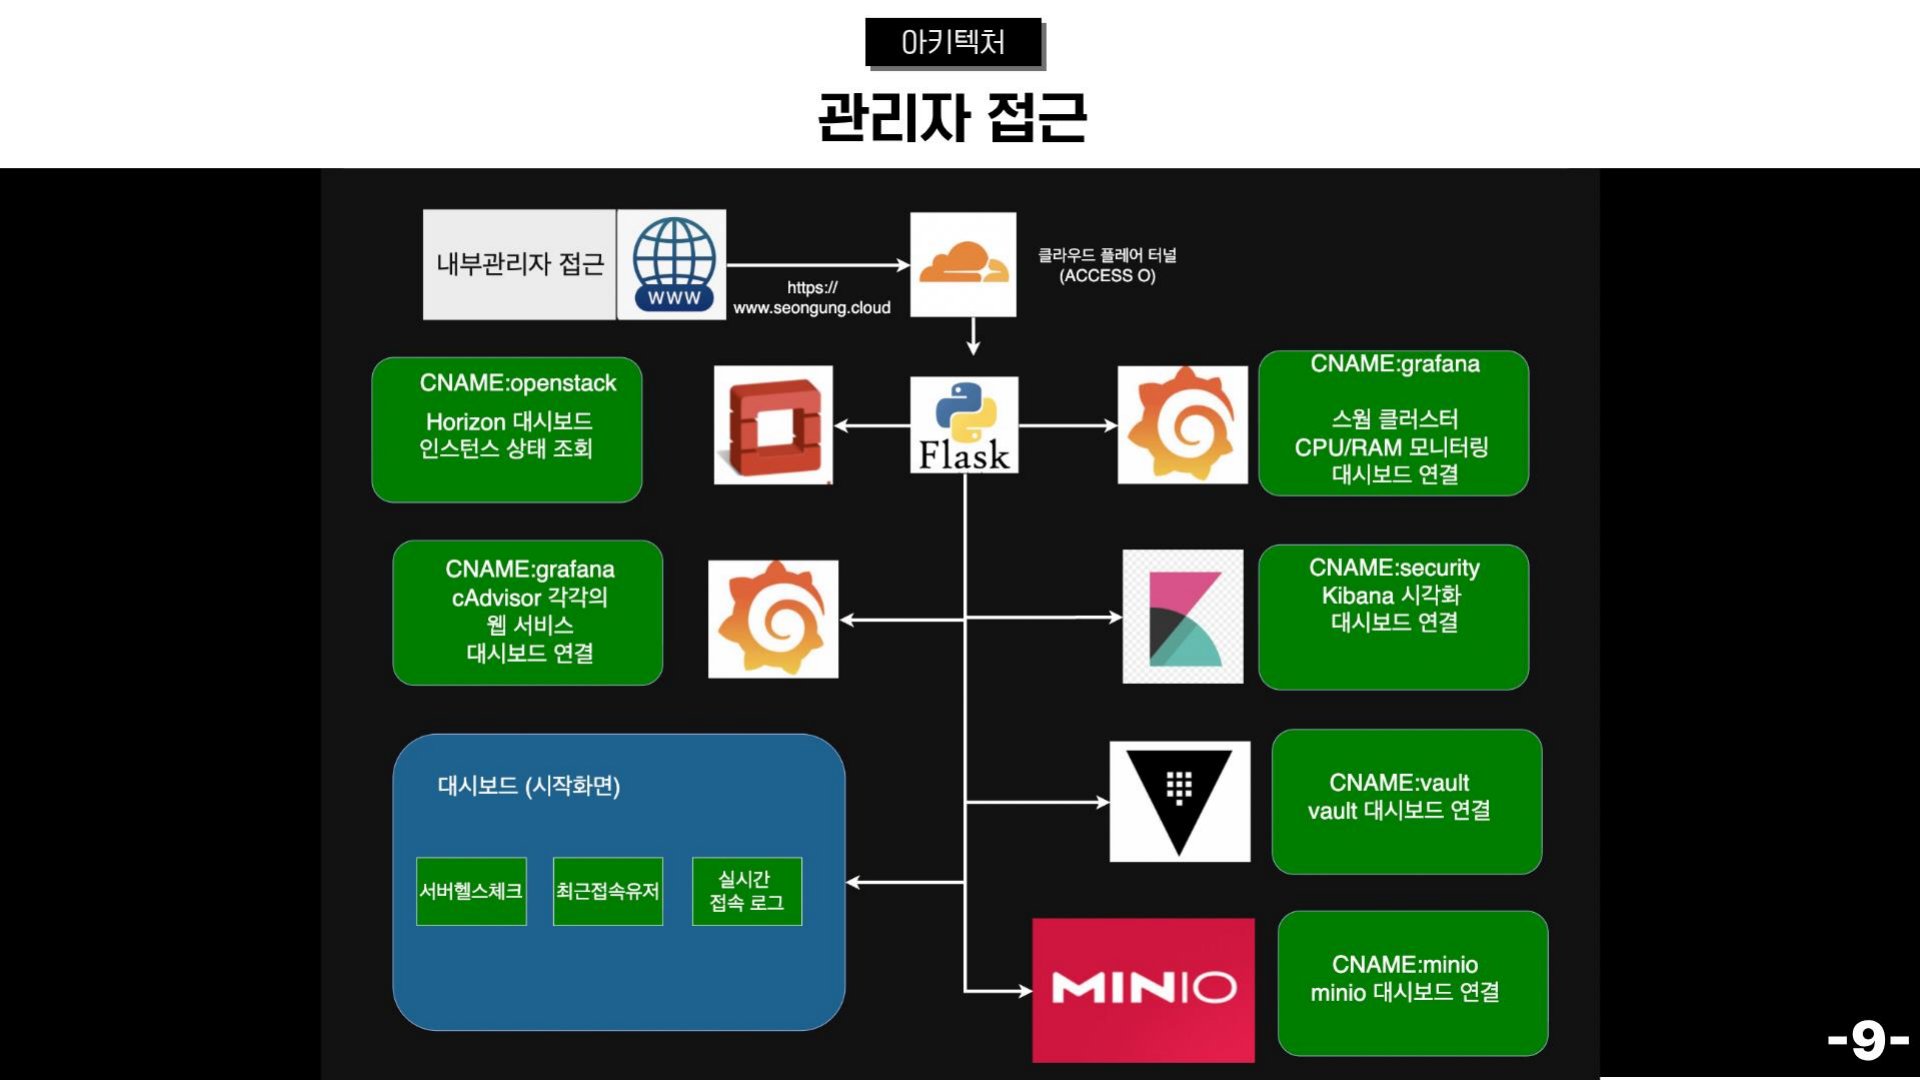 아키텍처
관리자 접근
내부관리자 접근
WWW
https://
www.seongung.cloud
클라우드 플레어 터널
(ACCESS O)
CNAME:openstack
Horizon 대시보드
인스턴스 상태 조회
Flask
CNAME:grafana
스웜 클러스터
CPU/RAM 모니터링
대시보드 연결
CNAME:grafana
cAdvisor 각각의
웹 서비스
대시보드 연결
CNAME:security
Kibana 시각화
대시보드 연결
대시보드 (시작화면)
서버헬스체크
최근접속유저
실시간
접속 로그
CNAME:vault
vault 대시보드 연결
MINIO
CNAME:minio
minio 대시보드 연결
-9-